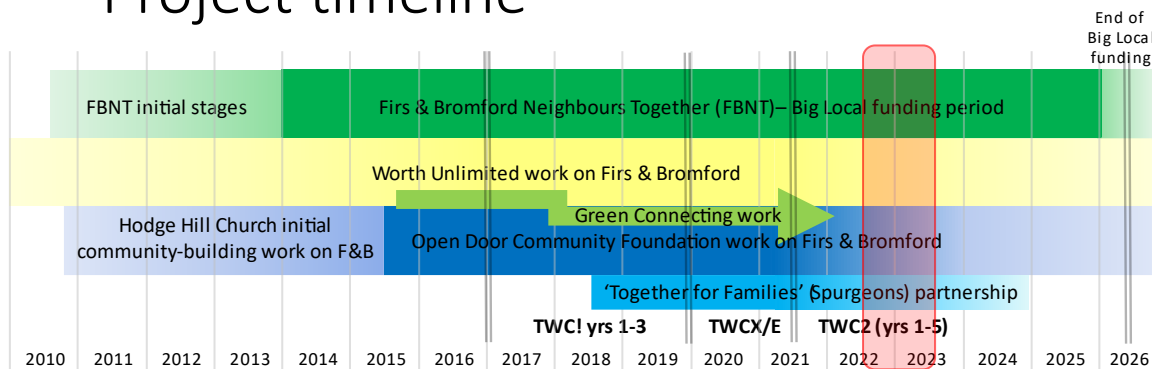 Project timeline
End of
Big Local
funding
FBNT initial stages
Firs & Bromford Neighbours Together (FBNT)– Big Local funding period
Worth Unlimited work on Firs & Bromford
Green Connecting work
Hodge Hill Church initial
community-building work on F&B
Open Door Community Foundation work on Firs & Bromford
‘Together for Families’ (Spurgeons) partnership
TWC! yrs 1-3 TWCX/E TWC2 (yrs 1-5)
2010 2011 2012 2013 2014 2015 2016 2017 2018 2019 2020 2021 2022 2023 2024 2025 2026